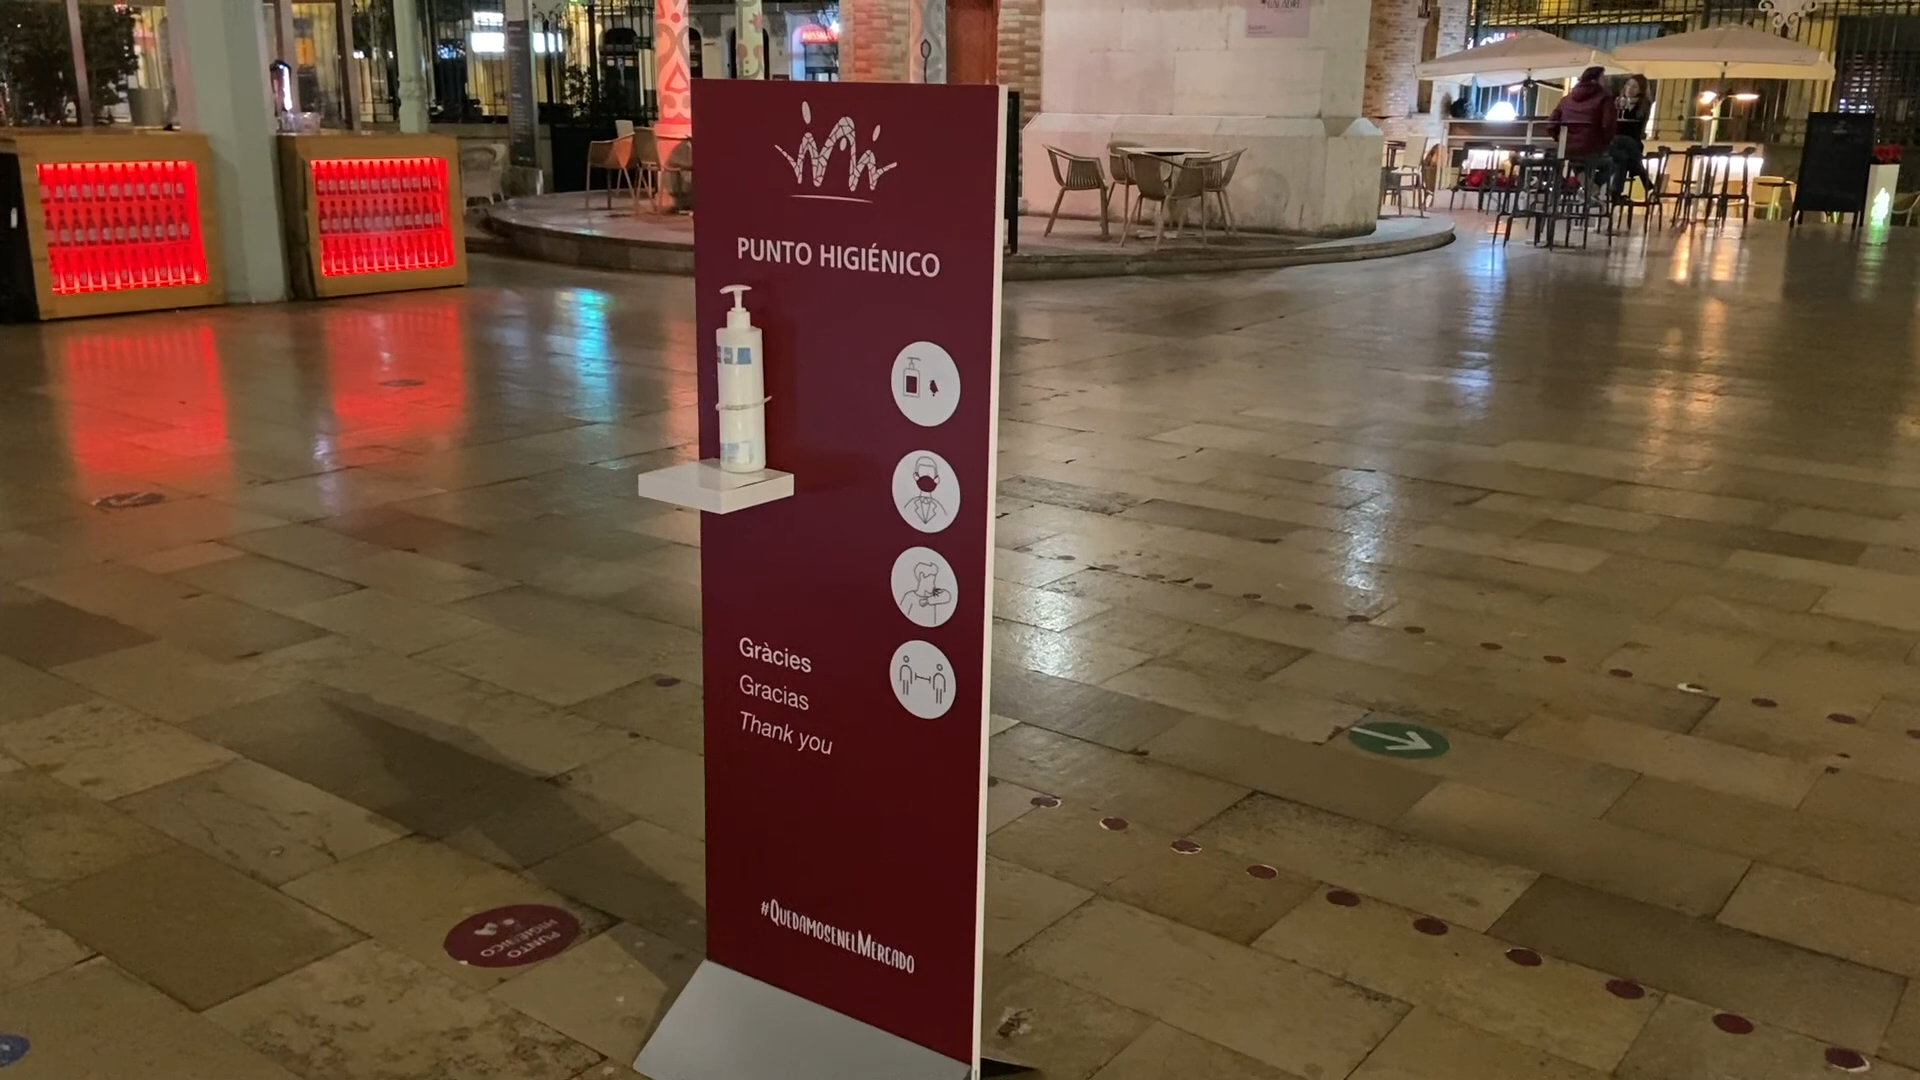 PUNTO HIGIÉNICO
Gràcies
Gracias
Thank you
#QuedamosenelMercado
PUNTO
HIGIÉNICO